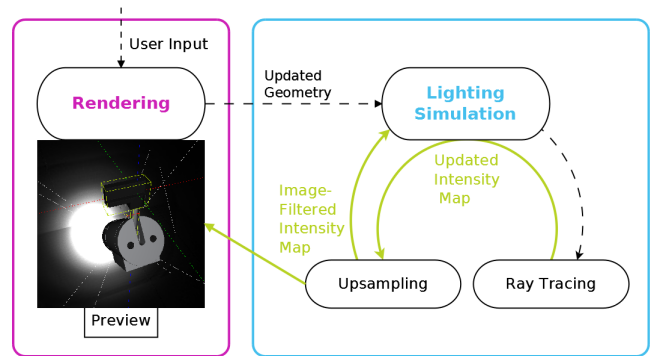 User Input
Rendering
Updated
Geometry
Lighting
Simulation
Updated
Intensity
Map
Image-
Filtered
Intensity
Map
Upsampling
Ray Tracing
Preview